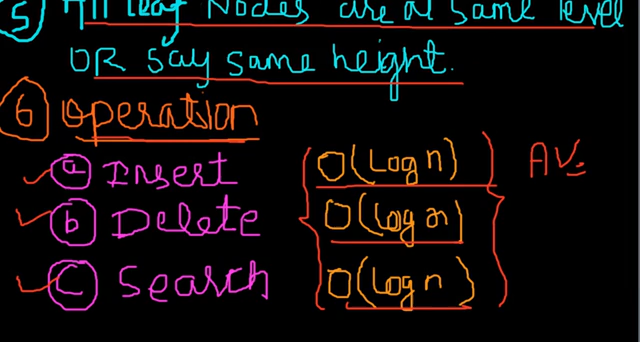 5 All leaf Nodes are at same level
OR say same height.
6 Operation
a Insert O(Log n) AV
b Delete O(log n)
c Search O(Log n)